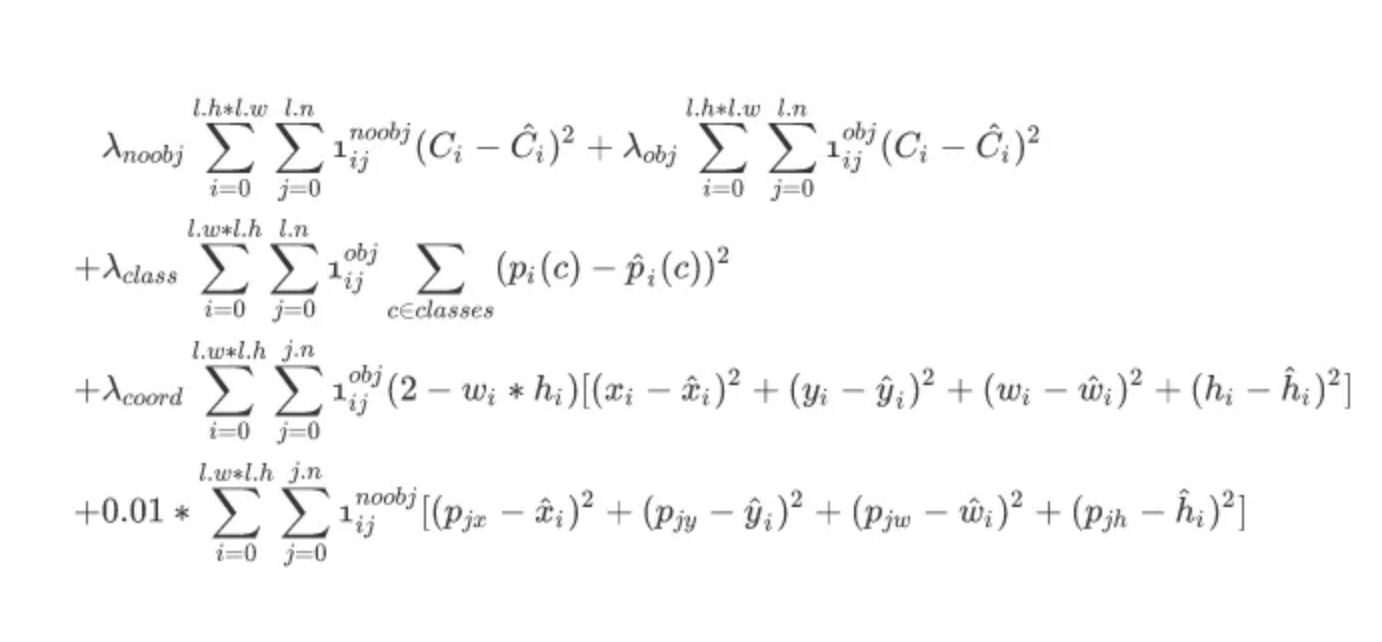 \lambda_{noobj} \sum_{i=0}^{l.h*l.w} \sum_{j=0}^{l.n} 1_{ij}^{noobj} (C_i - \hat{C}_i)^2 + \lambda_{obj} \sum_{i=0}^{l.h*l.w} \sum_{j=0}^{l.n} 1_{ij}^{obj} (C_i - \hat{C}_i)^2
+\lambda_{class} \sum_{i=0}^{l.w*l.h} \sum_{j=0}^{l.n} 1_{ij}^{obj} \sum_{c \in classes} (p_i(c) - \hat{p}_i(c))^2
+\lambda_{coord} \sum_{i=0}^{l.w*l.h} \sum_{j=0}^{j.n} 1_{ij}^{obj} (2 - w_i * h_i)[(x_i - \hat{x}_i)^2 + (y_i - \hat{y}_i)^2 + (w_i - \hat{w}_i)^2 + (h_i - \hat{h}_i)^2]
+0.01 * \sum_{i=0}^{l.w*l.h} \sum_{j=0}^{j.n} 1_{ij}^{noobj} [(p_{jx} - \hat{x}_i)^2 + (p_{jy} - \hat{y}_i)^2 + (p_{jw} - \hat{w}_i)^2 + (p_{jh} - \hat{h}_i)^2]